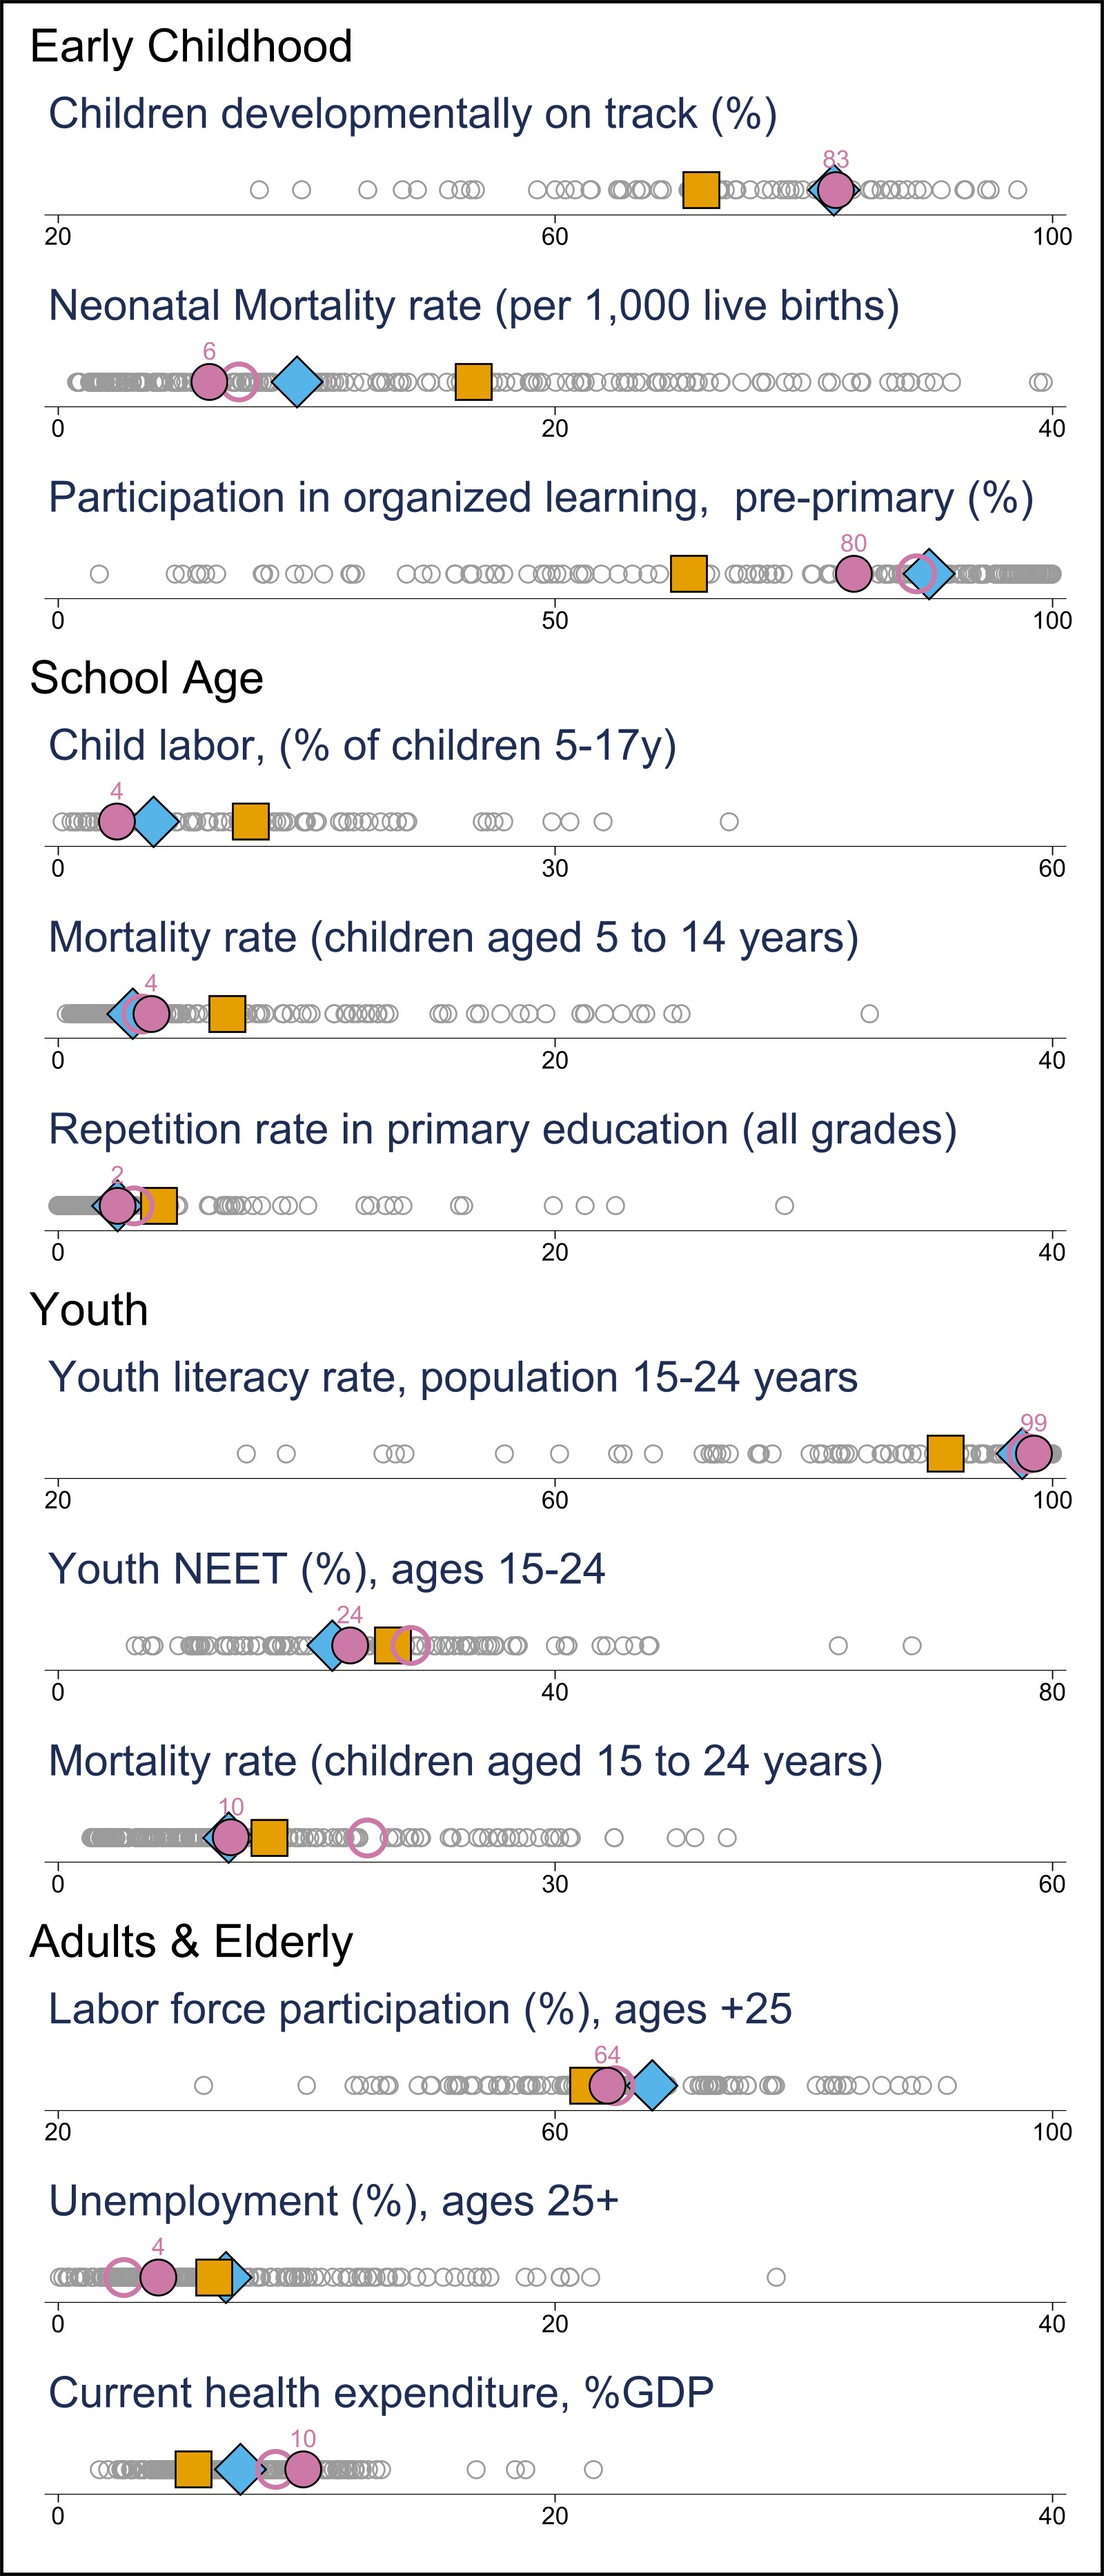 Early Childhood
Children developmentally on track (%)
83
20 60 100
Neonatal Mortality rate (per 1,000 live births)
6
0 20 40
Participation in organized learning,  pre-primary (%)
80
0 50 100
School Age
Child labor, (% of children 5-17y)
4
0 30 60
Mortality rate (children aged 5 to 14 years)
4
0 20 40
Repetition rate in primary education (all grades)
2
0 20 40
Youth
Youth literacy rate, population 15-24 years
99
20 60 100
Youth NEET (%), ages 15-24
24
0 40 80
Mortality rate (children aged 15 to 24 years)
10
0 30 60
Adults & Elderly
Labor force participation (%), ages +25
64
20 60 100
Unemployment (%), ages 25+
4
0 20 40
Current health expenditure, %GDP
10
0 20 40